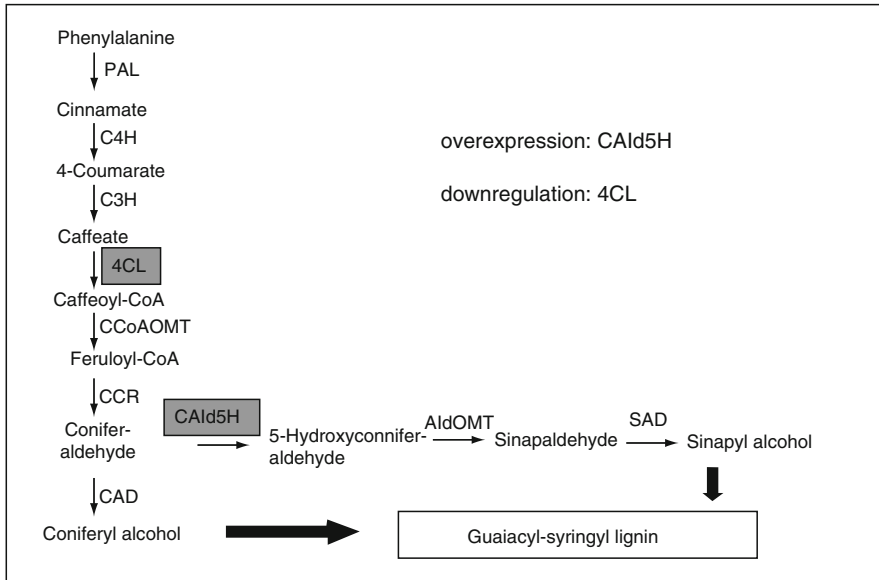 Phenylalanine
PAL
Cinnamate
C4H
4-Coumarate
C3H
Caffeate
4CL
Caffeoyl-CoA
CCoAOMT
Feruloyl-CoA
CCR
Conifer-
aldehyde
CAD
Coniferyl alcohol
overexpression: CAld5H
downregulation: 4CL
CAld5H
5-Hydroxyconnifer-
aldehyde
AldOMT
Sinapaldehyde
SAD
Sinapyl alcohol
Guaiacyl-syringyl lignin